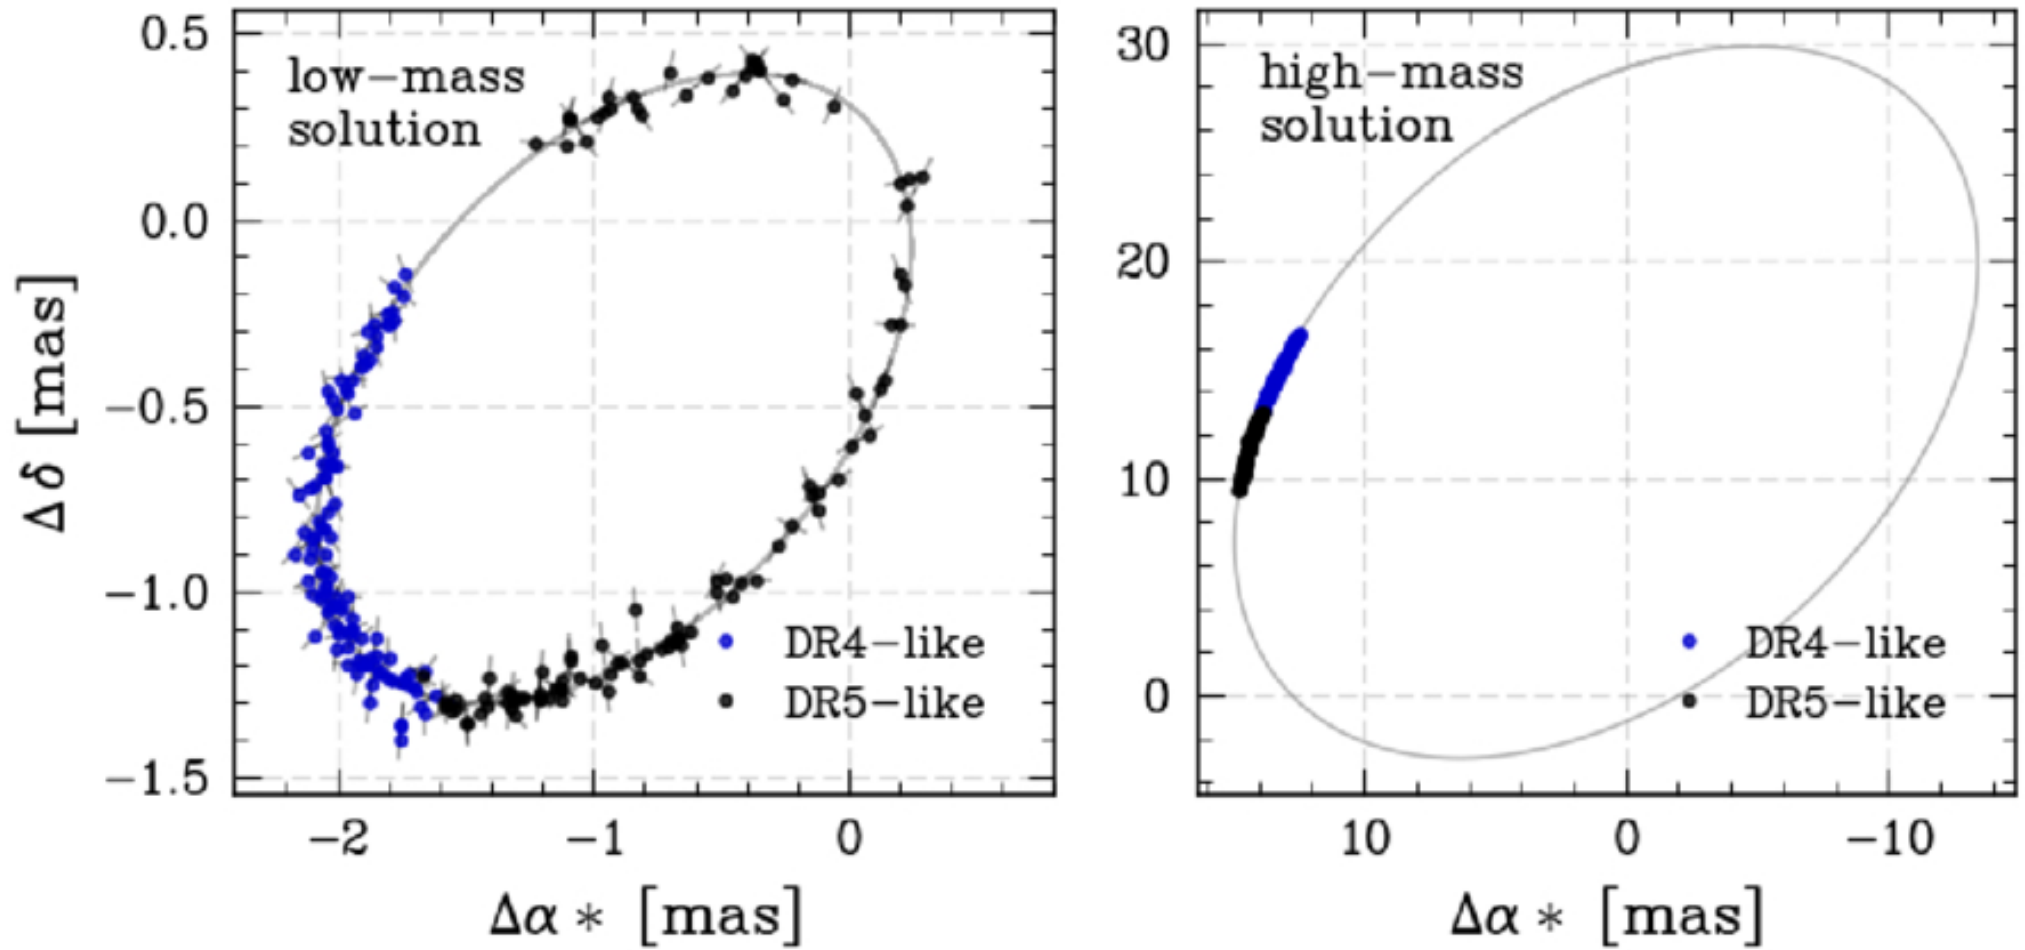 low−mass
solution
0.5
0.0
−0.5
−1.0
−1.5
Δδ [mas]
DR4−like
DR5−like
−2
−1
0
Δα∗ [mas]
high−mass
solution
30
20
10
0
DR4−like
DR5−like
10
0
−10
Δα∗ [mas]